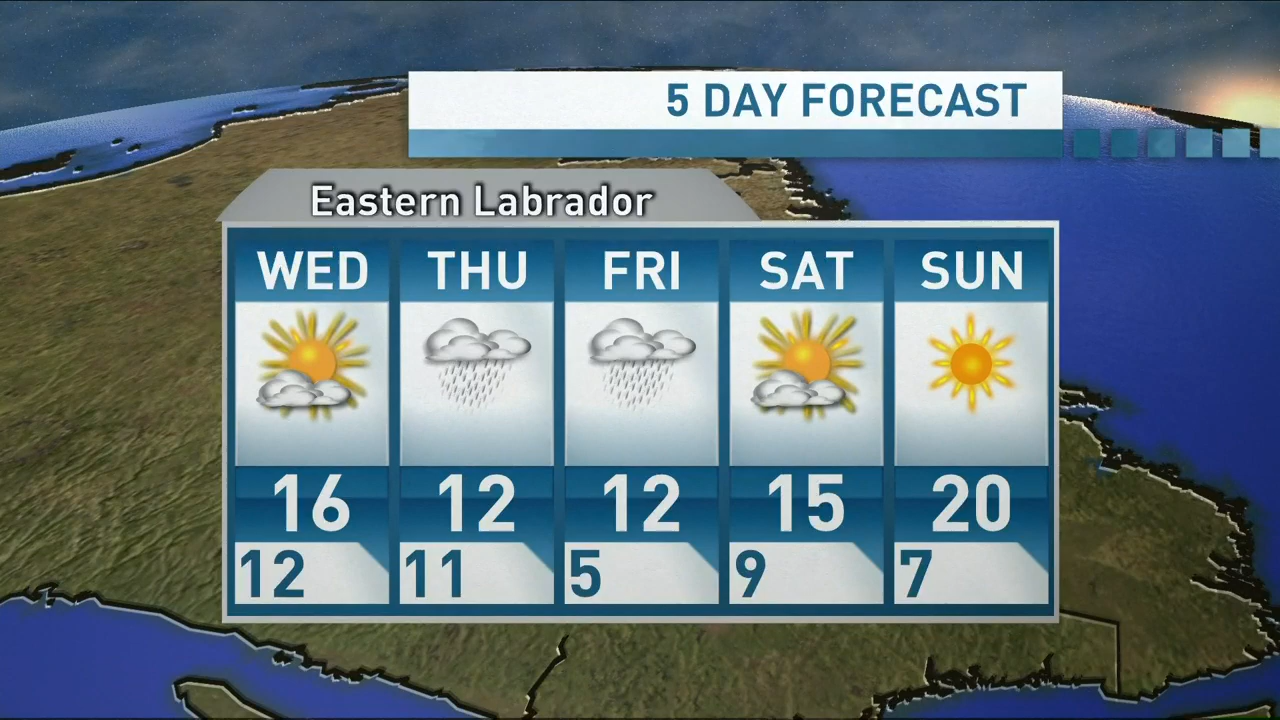 5 DAY FORECAST
Eastern Labrador
WED THU FRI SAT SUN
16 12 12 15 20
12 11 5 9 7